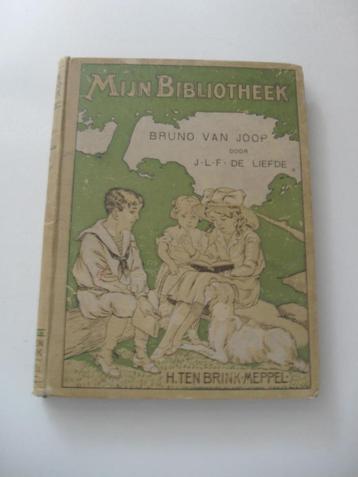 MIJN BIBLIOTHEEK
BRUNO VAN JOOP
DOOR
J-L-F- DE LIEFDE
H. TEN BRINK-MEPPEL-